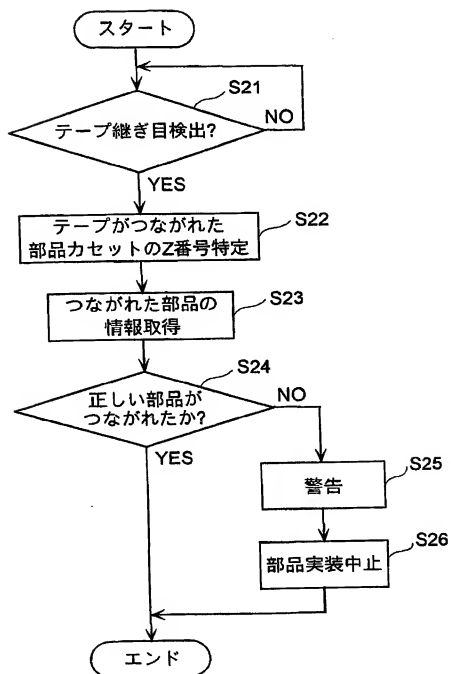 スタート
S21
テープ継ぎ目検出?
NO
YES
S22
テープがつながれた
部品カセットのZ番号特定
S23
つながれた部品の
情報取得
S24
正しい部品が
つながれたか?
NO
YES
S25
警告
S26
部品実装中止
エンド